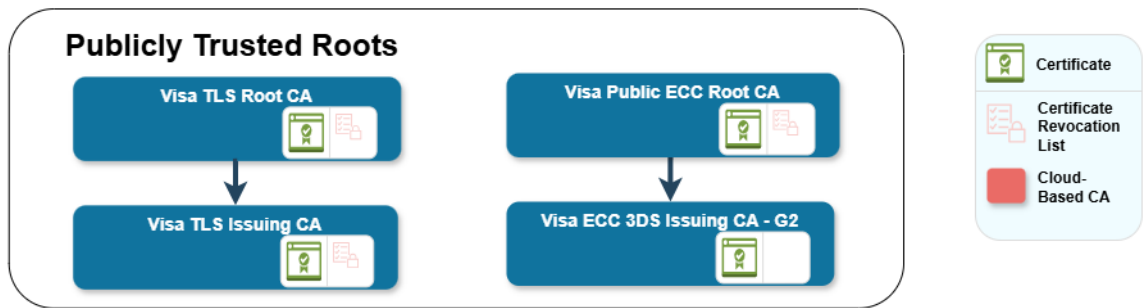 Publicly Trusted Roots
Visa TLS Root CA
Visa Public ECC Root CA
Visa TLS Issuing CA
Visa ECC 3DS Issuing CA - G2
Certificate
Certificate
Revocation
List
Cloud-
Based CA